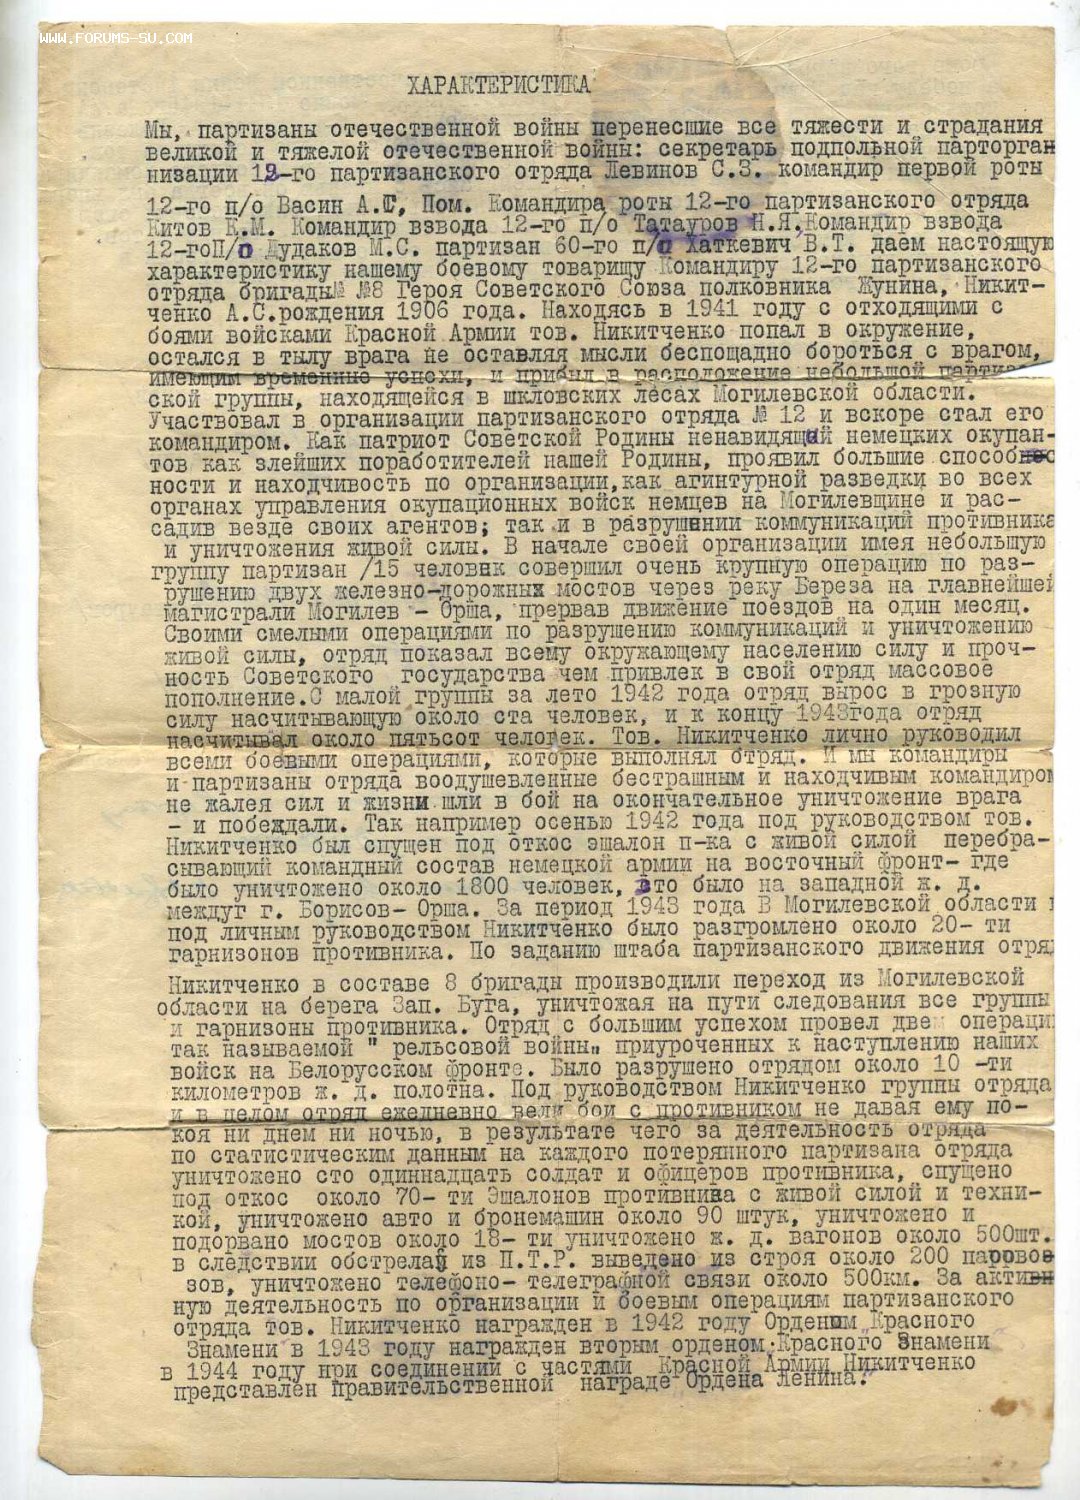 WWW.FORUMS-SU.COM
ХАРАКТЕРИСТИКА
Мы, партизаны отечественной войны перенесшие все тяжести и страдания
великой и тяжелой отечественной войны: секретарь подпольной парторган
низации 12-го партизанского отряда Левинов С.З. командир первой роты
12-го п/о Васин А.С, Пом. Командира роты 12-го партизанского отряда
Китов К.М. Командир взвода 12-го п/о Татауров Н.Я.Командир взвода
12-гоП/о Дудаков М.С. партизан 60-го п/о Хаткевич В.Т. даем настоящую
характеристику нашему боевому товарищу Командиру 12-го партизанского
отряда бригады№ №8 Героя Советского Союза полковника Жунина, Никит-
ченко А.С.рождения 1906 года. Находясь в 1941 году с отходящими с
боями войсками Красной Армии тов. Никитченко попал в окружение,
остался в тылу врага не оставляя мысли беспощадно бороться с врагом,
имеющим временные успехи, и прибыл в расположение небольшой партиз
ской группы, находящейся в шкловских лесах Могилевской области.
Участвовал в организации партизанского отряда № 12 и вскоре стал его
командиром. Как патриот Советской Родины ненавидящий немецких окупан-
тов как злейших поработителей нашей Родины, проявил большие способнос
ности и находчивость по организации,как агинтурной разведки во всех
органах управления окупационных войск немцев на Могилевщине и рас-
садив везде своих агентов; так и в разрушении коммуникаций противника
и уничтожения живой силы. В начале своей организации имея небольшую
группу партизан /15 человек совершил очень крупную операцию по раз-
рушению двух железно-дорожных мостов через реку Береза на главнейшей
магистрали Могилев - Орша, прервав движение поездов на один месяц.
Своими смелыми операциями по разрушению коммуникаций и уничтожению
живой силы, отряд показал всему окружающему населению силу и проч-
ность Советского государства чем привлек в свой отряд массовое
пополнение.С малой группы за лето 1942 года отряд вырос в грозную
силу насчитывающую около ста человек, и к концу 1943года отряд
насчитывал около пятьсот человек. Тов. Никитченко лично руководил
всеми боевыми операциями, которые выполнял отряд. И мы командиры
и партизаны отряда воодушевленные бестрашным и находчивым командиром
не жалея сил и жизни шли в бой на окончательное уничтожение врага
- и побеждали. Так например осенью 1942 года под руководством тов.
Никитченко был спущен под откос эшалон п-ка с живой силой перебра-
сывающий командный состав немецкой армии на восточный фронт- где
было уничтожено около 1800 человек, это было на западной ж. д.
междуг г. Борисов- Орша. За период 1943 года В Могилевской области
под личным руководством Никитченко было разгромлено около 20- ти
гарнизонов противника. По заданию штаба партизанского движения отряд
Никитченко в составе 8 бригады производили переход из Могилевской
области на берега Зап. Буга, уничтожая на пути следования все группы
и гарнизоны противника. Отряд с большим успехом провел двем операци
так называемой " рельсовой войны„ приуроченных к наступлению наших
войск на Белорусском фронте. Было разрушено отрядом около 10 -ти
километров ж. д. полотна. Под руководством Никитченко группы отряда
и в целом отряд ежедневно вели бои с противником не давая ему по-
коя ни днем ни ночью, в результате чего за деятельность отряда
по статистическим данным на каждого потерянного партизана отряда
уничтожено сто одиннадцать солдат и офицеров противника, спущено
под откос около 70- ти Эшалонов противника с живой силой и техни-
кой, уничтожено авто и бронемашин около 90 штук, уничтожено и
подорвано мостов около 18- ти уничтожено ж. д. вагонов около 500шт.
в следствии обстрелау из П.Т.Р. выведено из строя около 200 паровоз
зов, уничтожено телефоно- телеграфной связи около 500км. За активн
ную деятельность по организации и боевым операциям партизанского
отряда тов. Никитченко награжден в 1942 году Орденом "Красного
Знамени" в 1943 году награжден вторым орденом "Красного Знамени"
в 1944 году при соединении с частями Красной Армии Никитченко
представлен правительственной награде "Ордена Ленина."